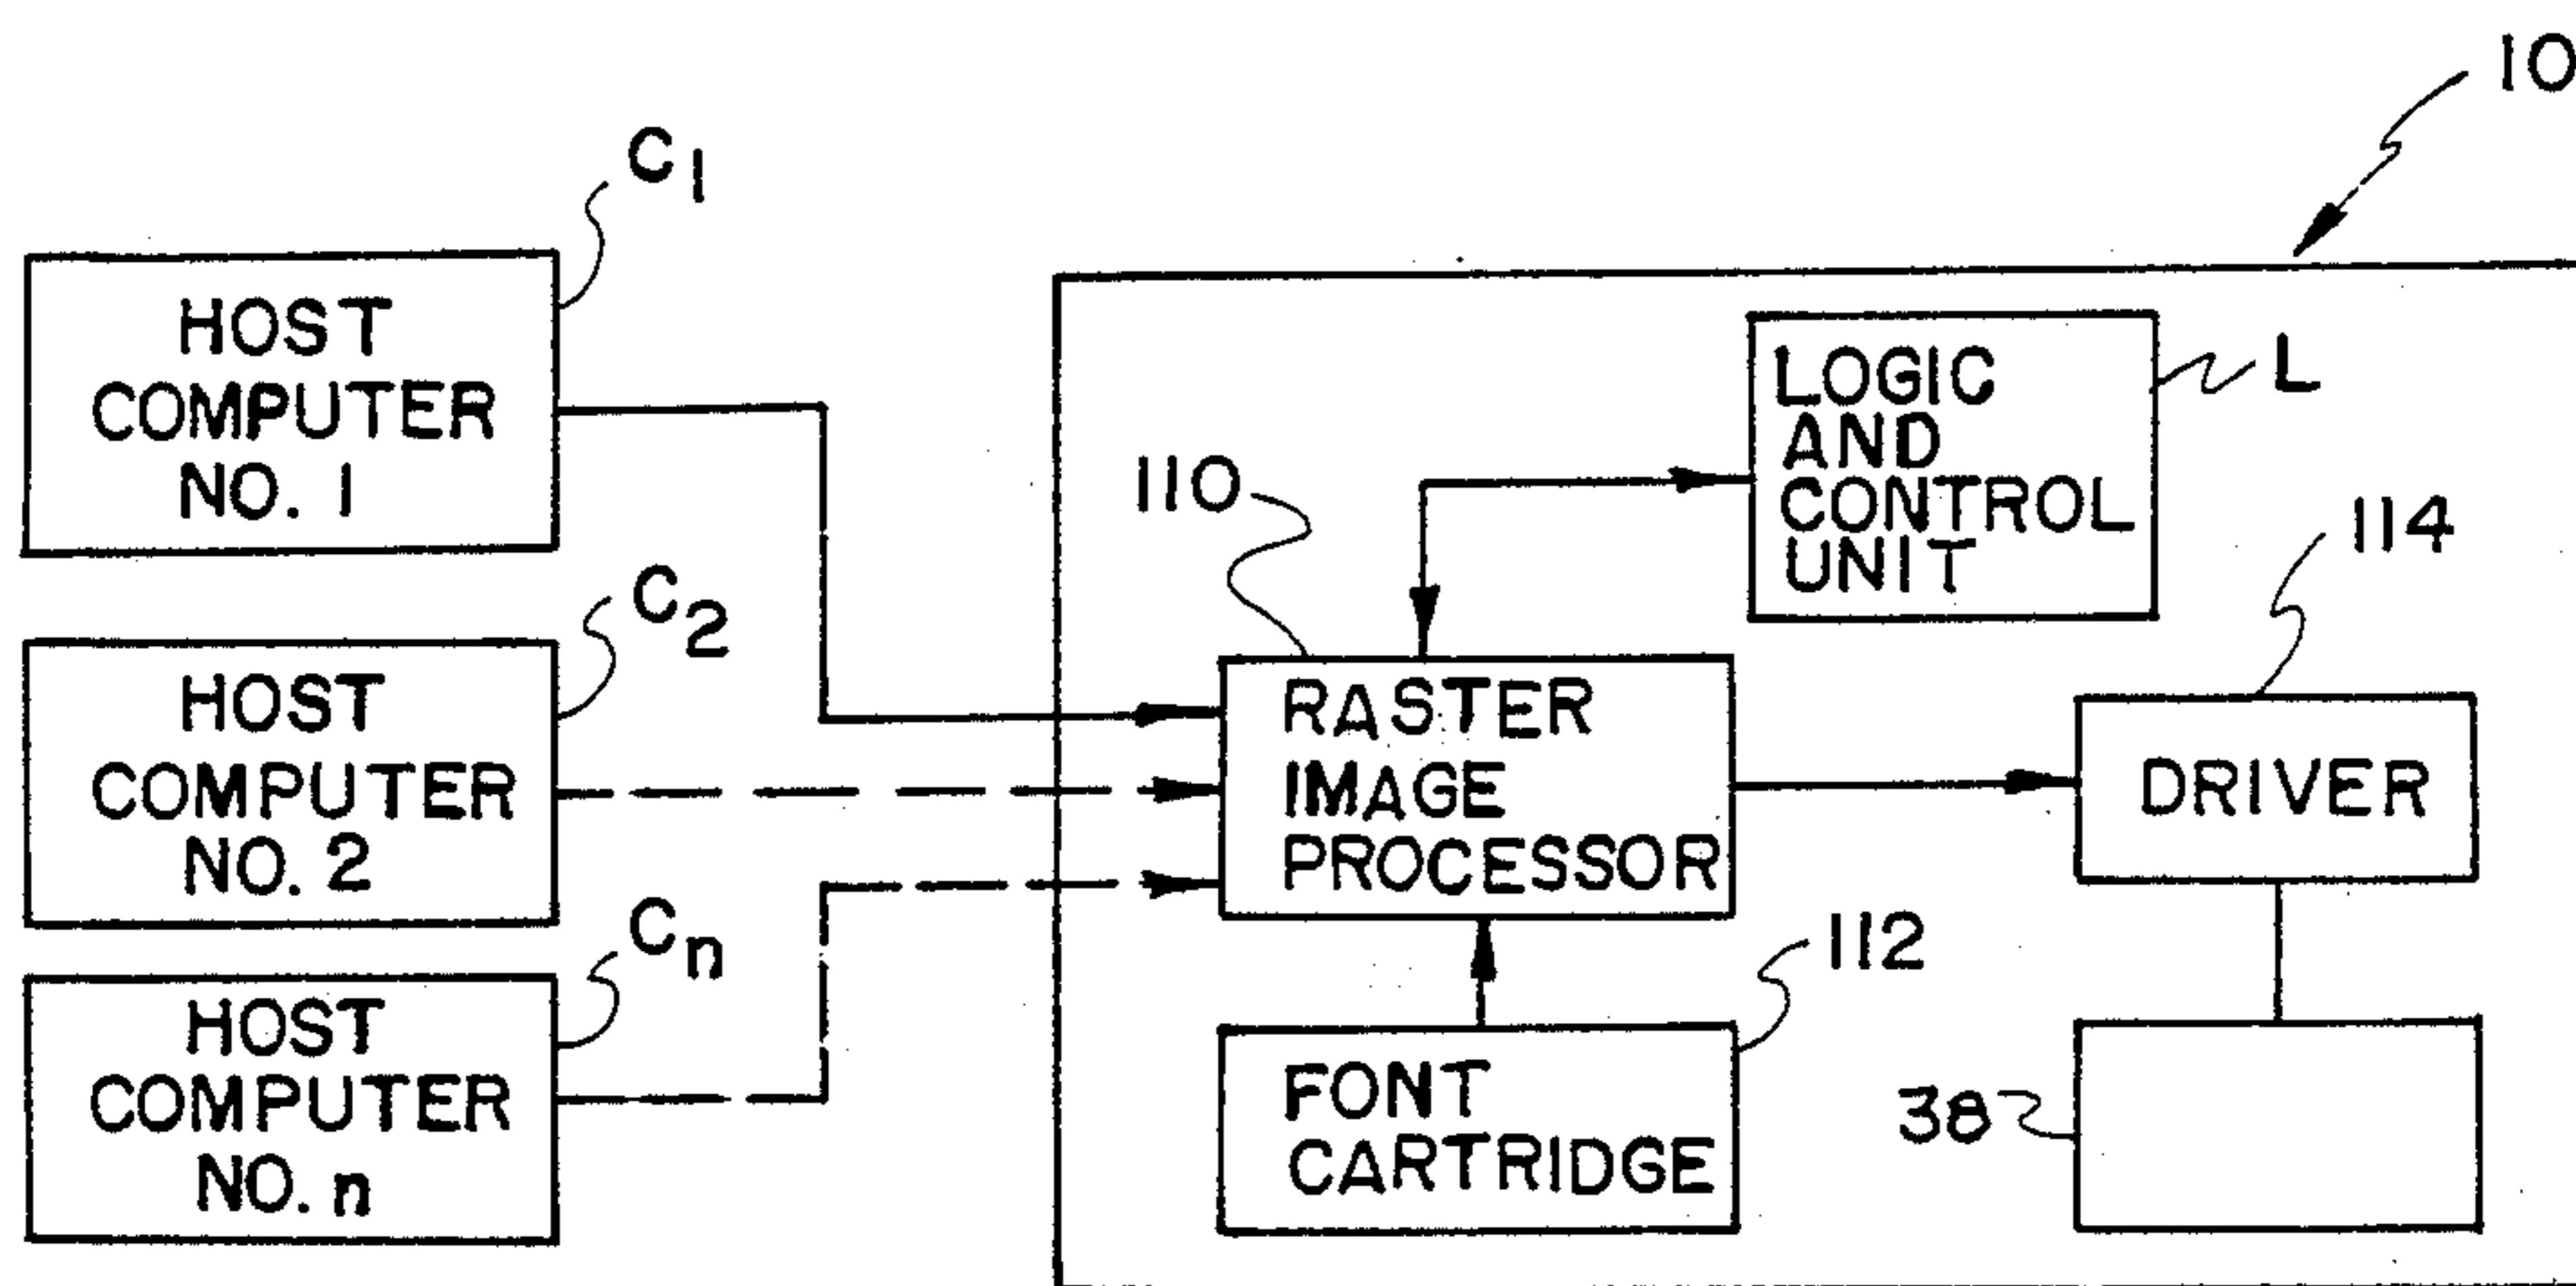 10
C1
HOST
COMPUTER
NO. 1
LOGIC
AND
CONTROL
UNIT
L
110
114
C2
HOST
COMPUTER
NO. 2
RASTER
IMAGE
PROCESSOR
DRIVER
Cn
HOST
COMPUTER
NO. n
112
FONT
CARTRIDGE
38